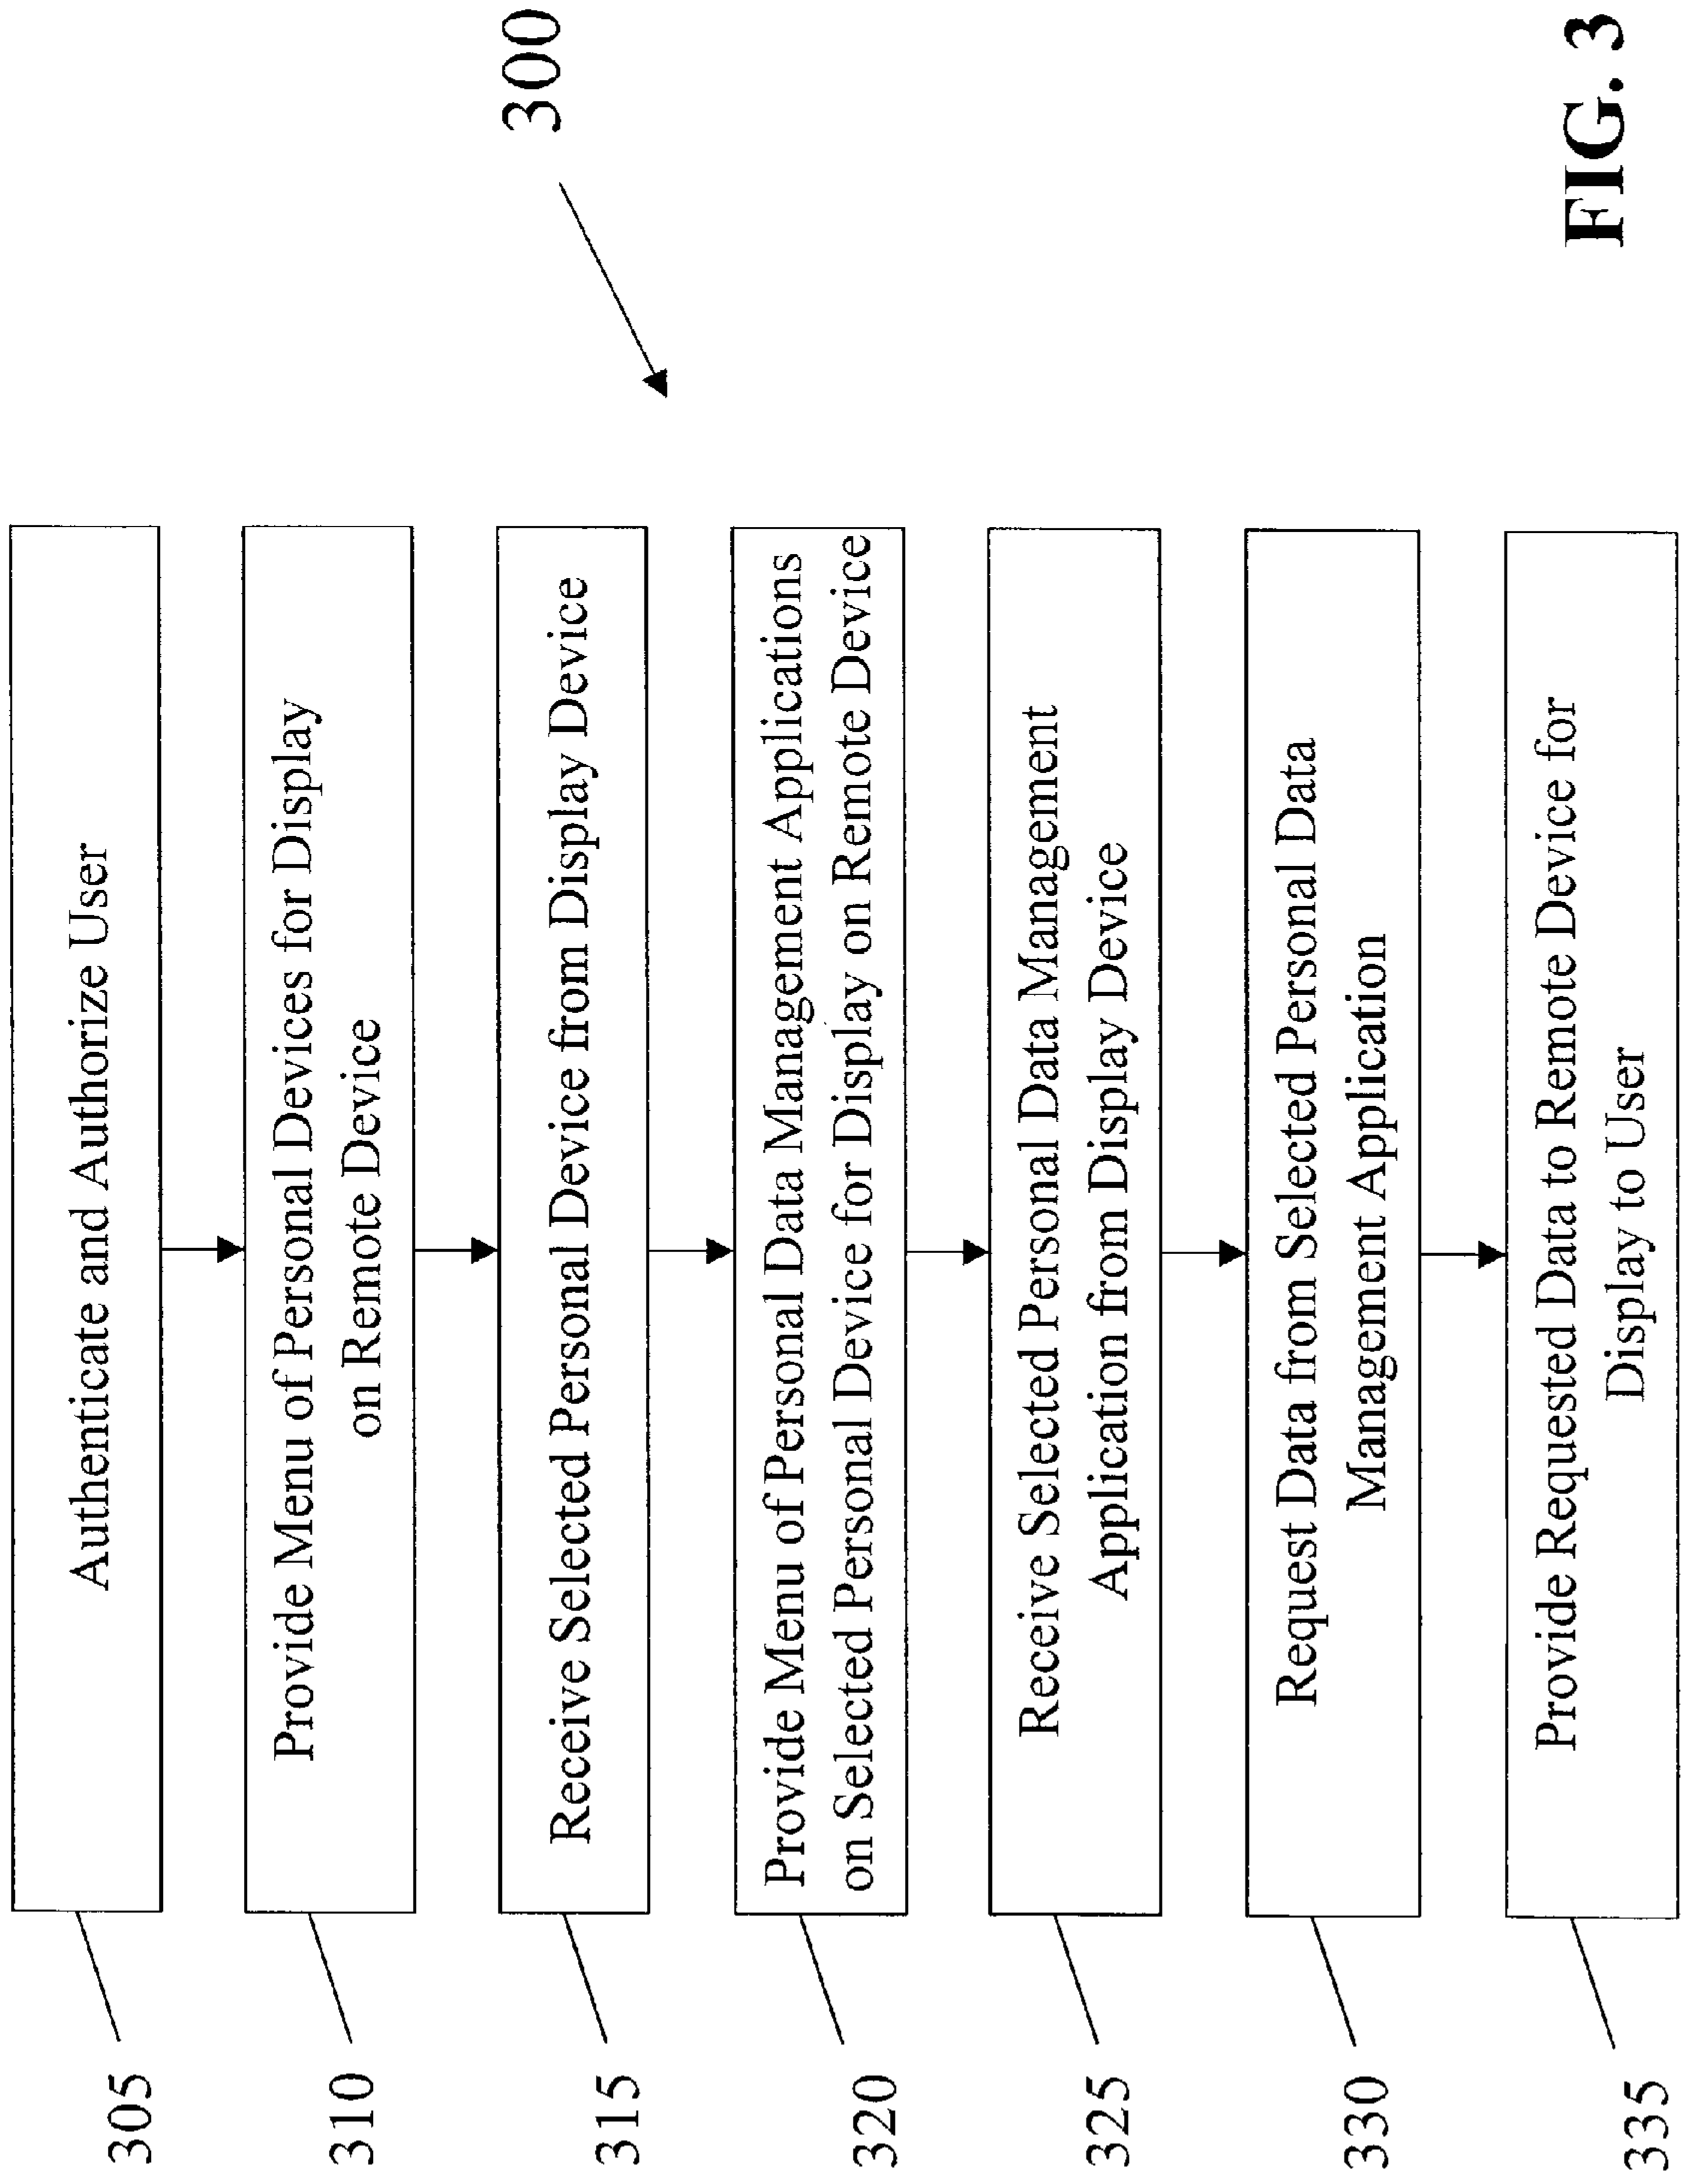 300
305
Authenticate and Authorize User
310
Provide Menu of Personal Devices for Display
on Remote Device
315
Receive Selected Personal Device from Display Device
320
Provide Menu of Personal Data Management Applications
on Selected Personal Device for Display on Remote Device
325
Receive Selected Personal Data Management
Application from Display Device
330
Request Data from Selected Personal Data
Management Application
335
Provide Requested Data to Remote Device for
Display to User
FIG. 3